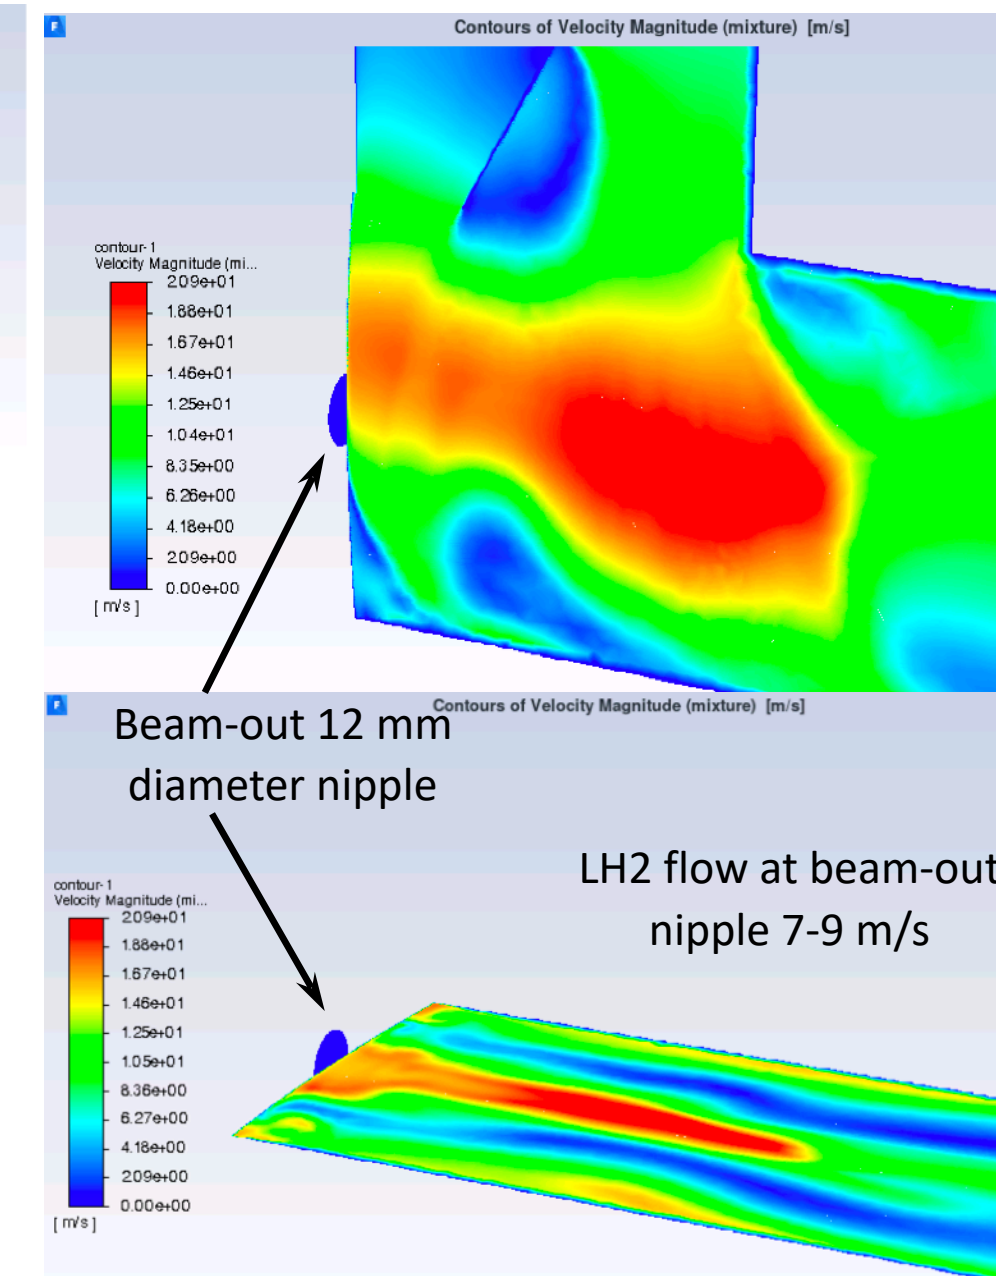 Contours of Velocity Magnitude (mixture) [m/s]
contour-1
Velocity Magnitude (mi...
2.09e+01
1.88e+01
1.67e+01
1.46e+01
1.25e+01
1.04e+01
8.35e+00
6.26e+00
4.18e+00
2.09e+00
0.00e+00
[ m/s ]
Contours of Velocity Magnitude (mixture) [m/s]
Beam-out 12 mm
diameter nipple
LH2 flow at beam-out
nipple 7-9 m/s
contour-1
Velocity Magnitude (mi...
2.09e+01
1.88e+01
1.67e+01
1.46e+01
1.25e+01
1.05e+01
8.36e+00
6.27e+00
4.18e+00
2.09e+00
0.00e+00
[ m/s ]